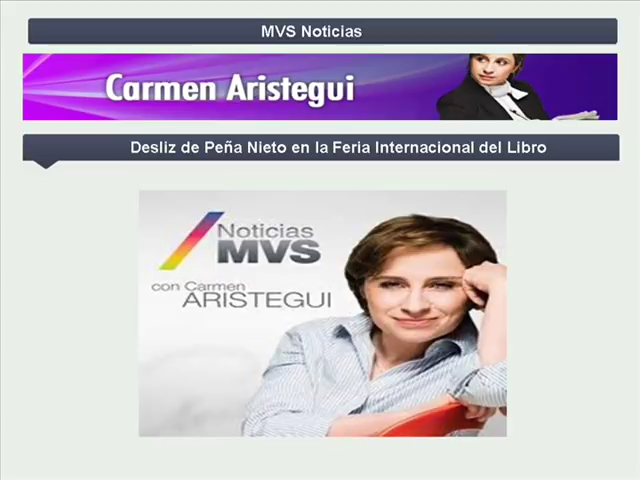 MVS Noticias
Carmen Aristegui
Desliz de Peña Nieto en la Feria Internacional del Libro
Noticias
MVS
con Carmen
ARISTEGUI